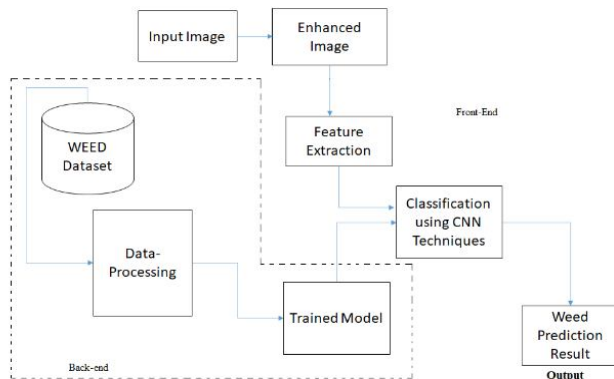 Input Image
Enhanced
Image
WEED
Dataset
Feature
Extraction
Front-End
Classification
using CNN
Techniques
Data-
Processing
Trained Model
Weed
Prediction
Result
Back-end
Output